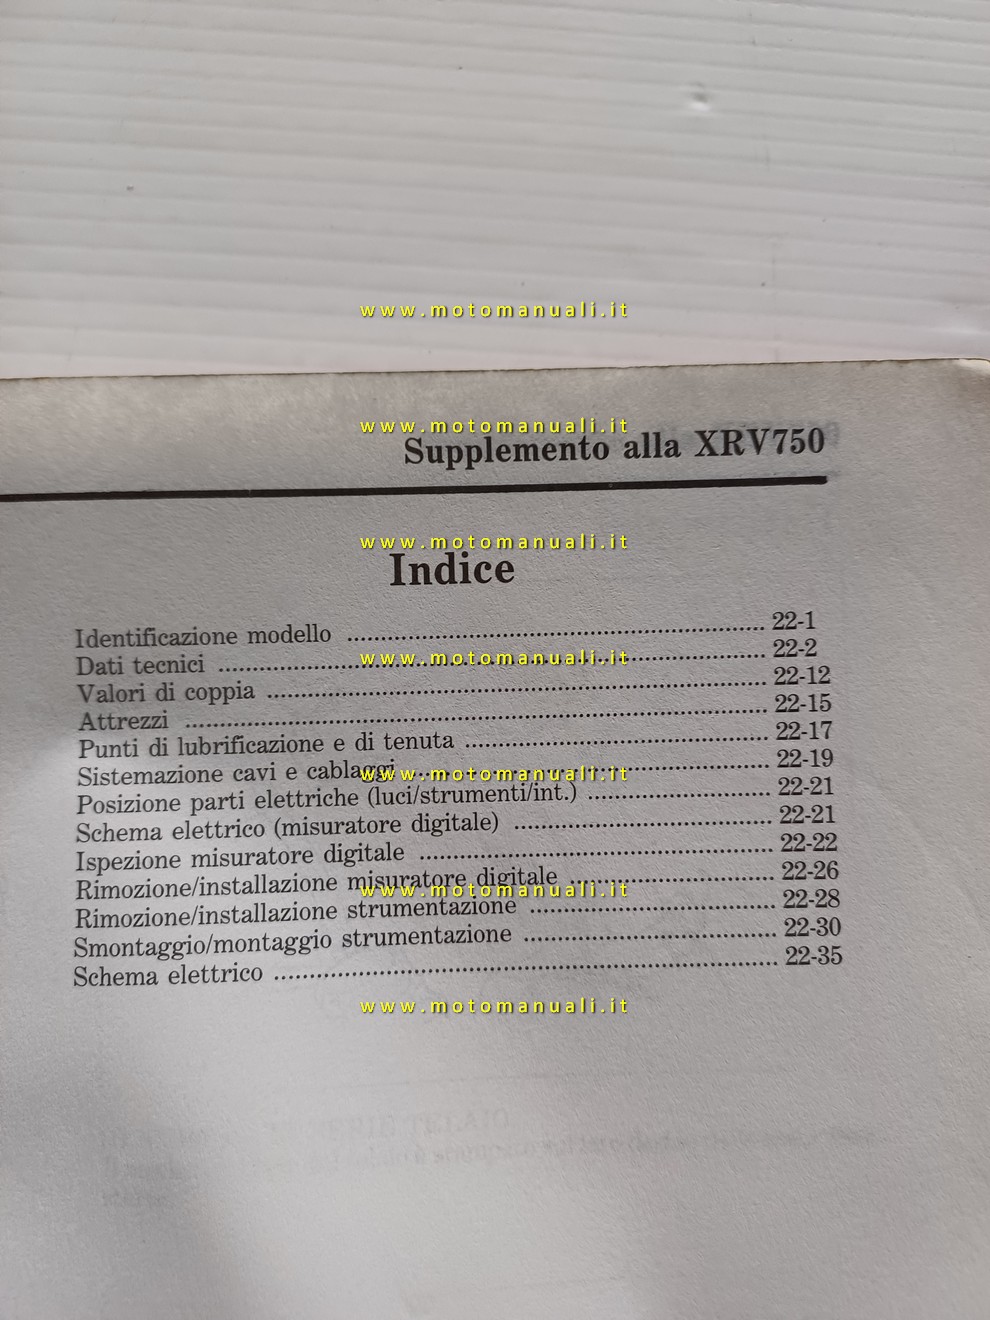 www.motomanuali.it
www.motomanuali.it
Supplemento alla XRV750
www.motomanuali.it
Indice
Identificazione modello ........ 22-1
Dati tecnici ........ 22-2
www.motomanuali.it
Valori di coppia ........ 22-12
Attrezzi ........ 22-15
Punti di lubrificazione e di tenuta ........ 22-17
Sistemazione cavi e cablaggi ........ 22-19
www.motomanuali.it
Posizione parti elettriche (luci/strumenti/int.) ........ 22-21
Schema elettrico (misuratore digitale) ........ 22-21
Ispezione misuratore digitale ........ 22-22
Rimozione/installazione misuratore digitale ........ 22-26
www.motomanuali.it
Rimozione/installazione strumentazione ........ 22-28
Smontaggio/montaggio strumentazione ........ 22-30
Schema elettrico ........ 22-35
www.motomanuali.it